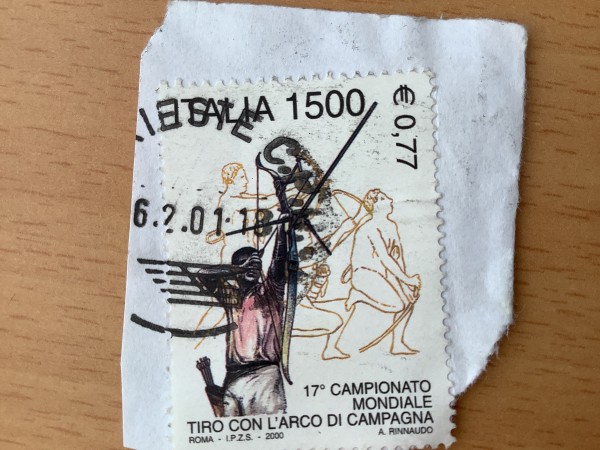 ITALIA 1500
€ 0,77
6.2.01-18
17° CAMPIONATO
MONDIALE
TIRO CON L'ARCO DI CAMPAGNA
ROMA - I.P.Z.S. - 2000
A. RINNAUDO